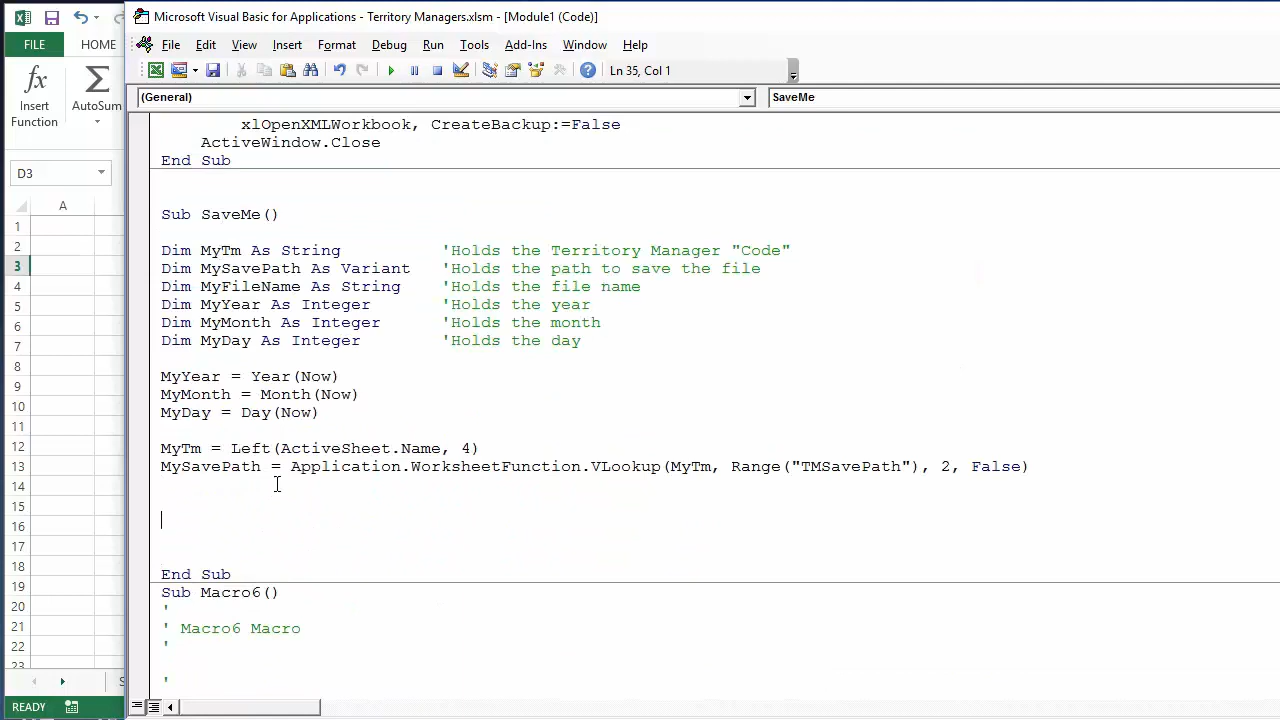 Microsoft Visual Basic for Applications - Territory Managers.xlsm - [Module1 (Code)]
FILE HOME
File Edit View Insert Format Debug Run Tools Add-Ins Window Help
Ln 35, Col 1
fx Σ
Insert Function
AutoSum
(General) SaveMe
xlOpenXMLWorkbook, CreateBackup:=False
ActiveWindow.Close
End Sub
D3
A
1
2
3
4
5
6
7
8
9
10
11
12
13
14
15
16
17
18
19
20
21
22
23
Sub SaveMe()
Dim MyTm As String 'Holds the Territory Manager "Code"
Dim MySavePath As Variant 'Holds the path to save the file
Dim MyFileName As String 'Holds the file name
Dim MyYear As Integer 'Holds the year
Dim MyMonth As Integer 'Holds the month
Dim MyDay As Integer 'Holds the day
MyYear = Year(Now)
MyMonth = Month(Now)
MyDay = Day(Now)
MyTm = Left(ActiveSheet.Name, 4)
MySavePath = Application.WorksheetFunction.VLookup(MyTm, Range("TMSavePath"), 2, False)
End Sub
Sub Macro6()
'
' Macro6 Macro
'
'
READY